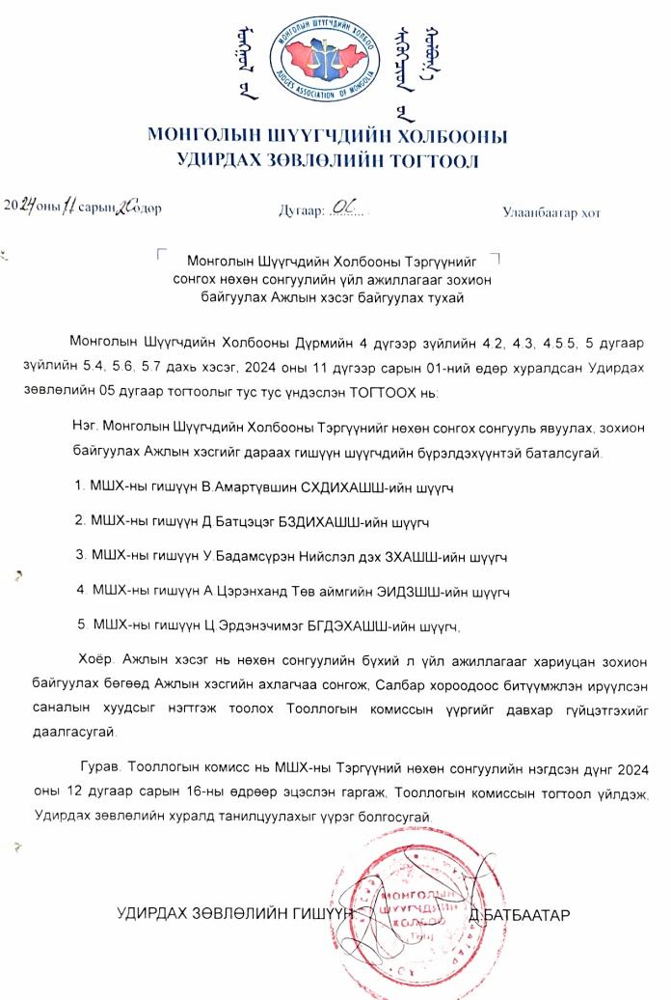 МОНГОЛЫН ШҮҮГЧДИЙН ХОЛБОО
JUDGES ASSOCIATION OF MONGOLIA
МОНГОЛЫН ШҮҮГЧДИЙН ХОЛБООНЫ
УДИРДАХ ЗӨВЛӨЛИЙН ТОГТООЛ
2024 оны 11 сарын 26 өдөр Дугаар: 06 Улаанбаатар хот
Монголын Шүүгчдийн Холбооны Тэргүүнийг
сонгох нөхөн сонгуулийн үйл ажиллагааг зохион
байгуулах Ажлын хэсэг байгуулах тухай
Монголын Шүүгчдийн Холбооны Дүрмийн 4 дүгээр зүйлийн 4.2, 4.3, 4.5.5, 5 дугаар
зүйлийн 5.4, 5.6, 5.7 дахь хэсэг, 2024 оны 11 дүгээр сарын 01-ний өдөр хуралдсан Удирдах
зөвлөлийн 05 дугаар тогтоолыг тус тус үндэслэн ТОГТООХ нь:
Нэг. Монголын Шүүгчдийн Холбооны Тэргүүнийг нөхөн сонгох сонгууль явуулах, зохион
байгуулах Ажлын хэсгийг дараах гишүүн шүүгчдийн бүрэлдэхүүнтэй баталсугай.
1. МШХ-ны гишүүн В.Амартүвшин СХДИХАШШ-ийн шүүгч
2. МШХ-ны гишүүн Д.Батцэцэг БЗДИХАШШ-ийн шүүгч
3. МШХ-ны гишүүн У.Бадамсүрэн Нийслэл дэх ЗХАШШ-ийн шүүгч
4. МШХ-ны гишүүн А.Цэрэнханд Төв аймгийн ЭИДЗШШ-ийн шүүгч
5. МШХ-ны гишүүн Ц.Эрдэнэчимэг БГДЭХАШШ-ийн шүүгч,
Хоёр. Ажлын хэсэг нь нөхөн сонгуулийн бүхий л үйл ажиллагааг хариуцан зохион
байгуулах бөгөөд Ажлын хэсгийн ахлагчаа сонгож, Салбар хороодоос битүүмжлэн ирүүлсэн
саналын хуудсыг нэгтгэж тоолох Тооллогын комиссын үүргийг давхар гүйцэтгэхийг
даалгасугай.
Гурав. Тооллогын комисс нь МШХ-ны Тэргүүний нөхөн сонгуулийн нэгдсэн дүнг 2024
оны 12 дугаар сарын 16-ны өдрөөр эцэслэн гаргаж, Тооллогын комиссын тогтоол үйлдэж,
Удирдах зөвлөлийн хуралд танилцуулахыг үүрэг болгосугай.
УДИРДАХ ЗӨВЛӨЛИЙН ГИШҮҮН Д.БАТБААТАР
МОНГОЛЫН
ШҮҮГЧДИЙН
ХОЛБОО